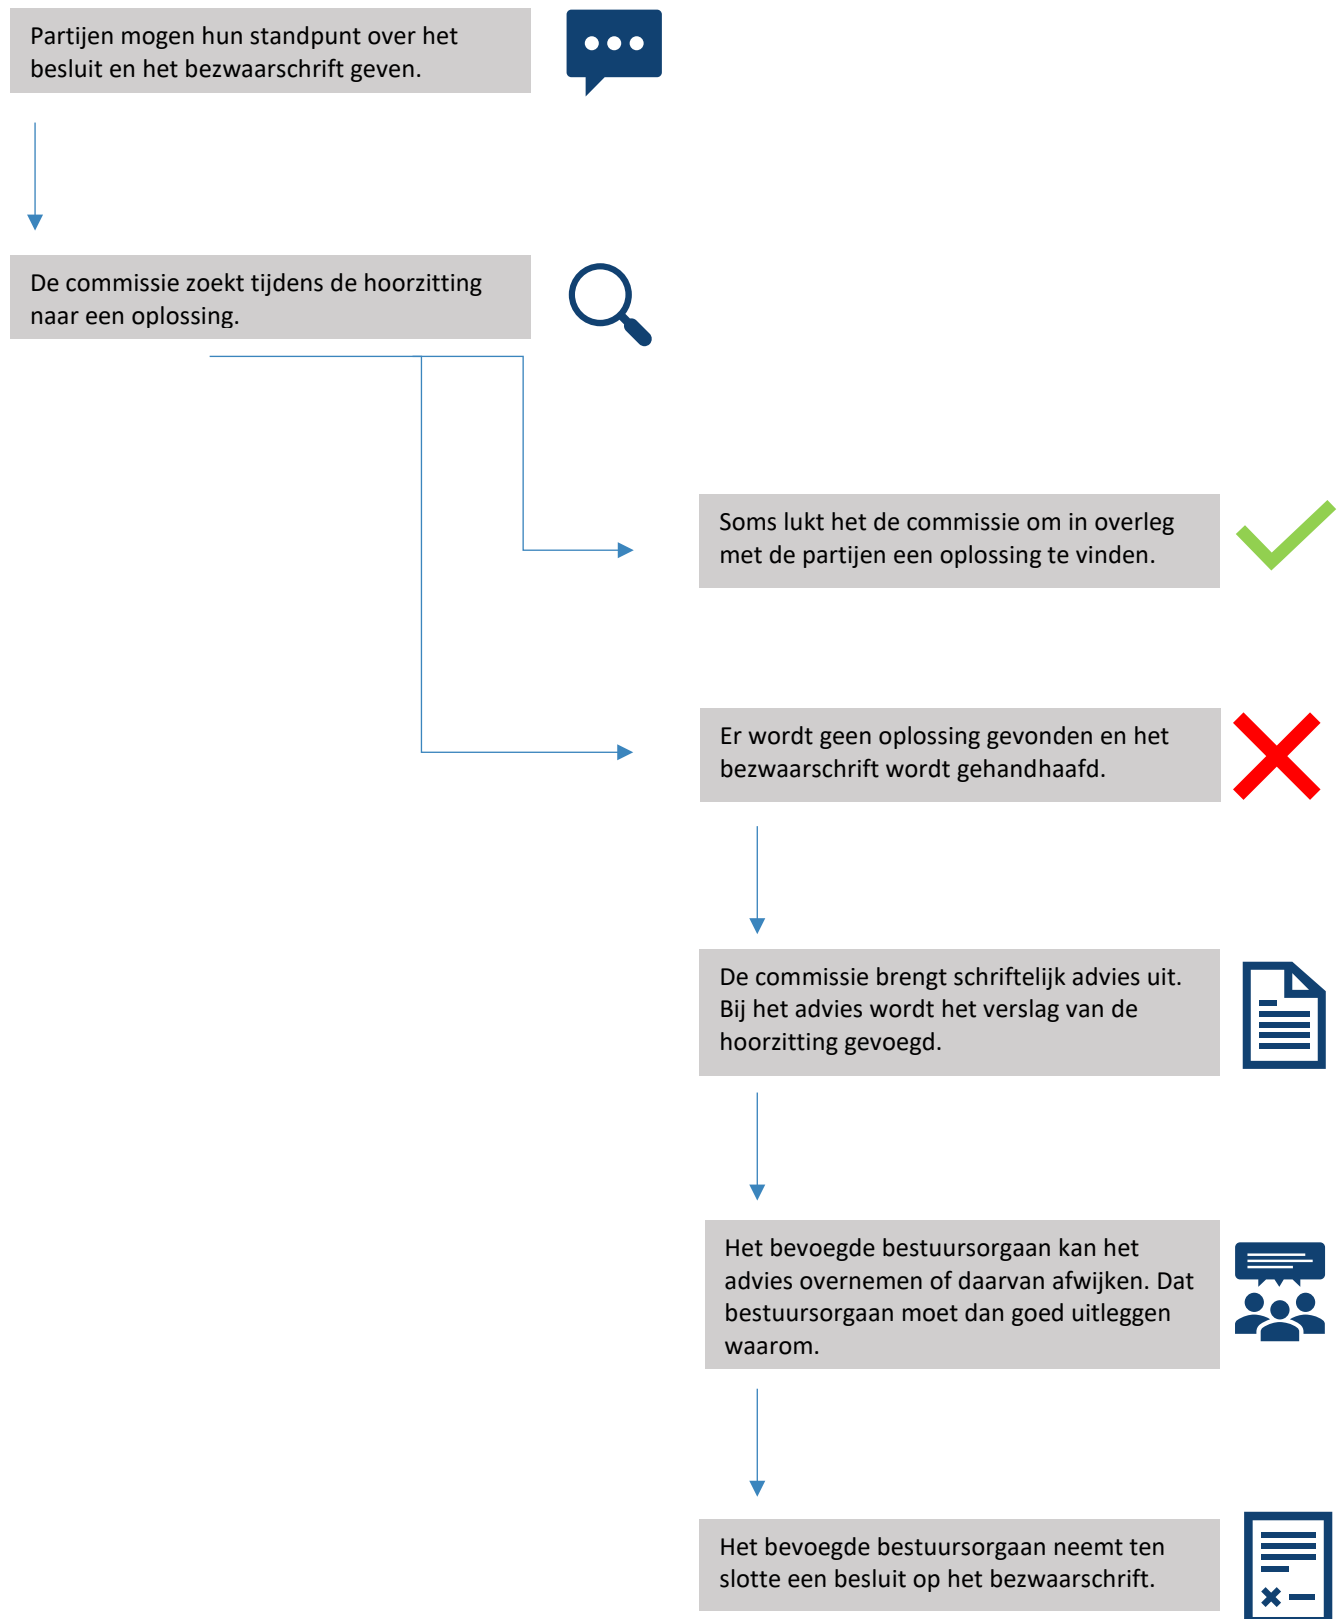 Partijen mogen hun standpunt over het
besluit en het bezwaarschrift geven.
De commissie zoekt tijdens de hoorzitting
naar een oplossing.
Soms lukt het de commissie om in overleg
met de partijen een oplossing te vinden.
Er wordt geen oplossing gevonden en het
bezwaarschrift wordt gehandhaafd.
De commissie brengt schriftelijk advies uit.
Bij het advies wordt het verslag van de
hoorzitting gevoegd.
Het bevoegde bestuursorgaan kan het
advies overnemen of daarvan afwijken. Dat
bestuursorgaan moet dan goed uitleggen
waarom.
Het bevoegde bestuursorgaan neemt ten
slotte een besluit op het bezwaarschrift.